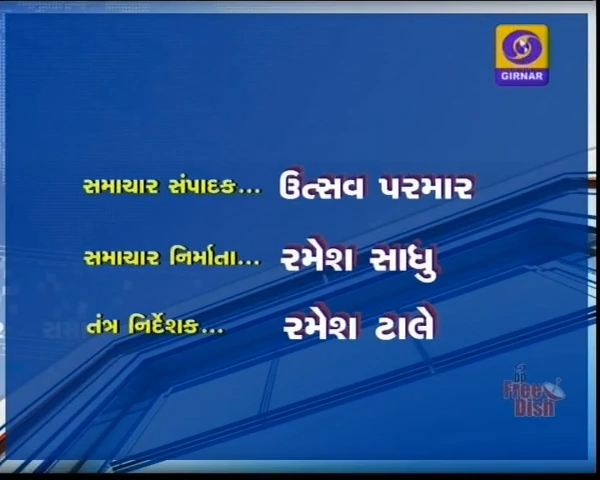 GIRNAR
સમાચાર સંપાદક... ઉત્સવ પરમાર
સમાચાર નિર્માતા... રમેશ સાધુ
તંત્ર નિર્દેશક... રમેશ ટાલે
Free
Dish